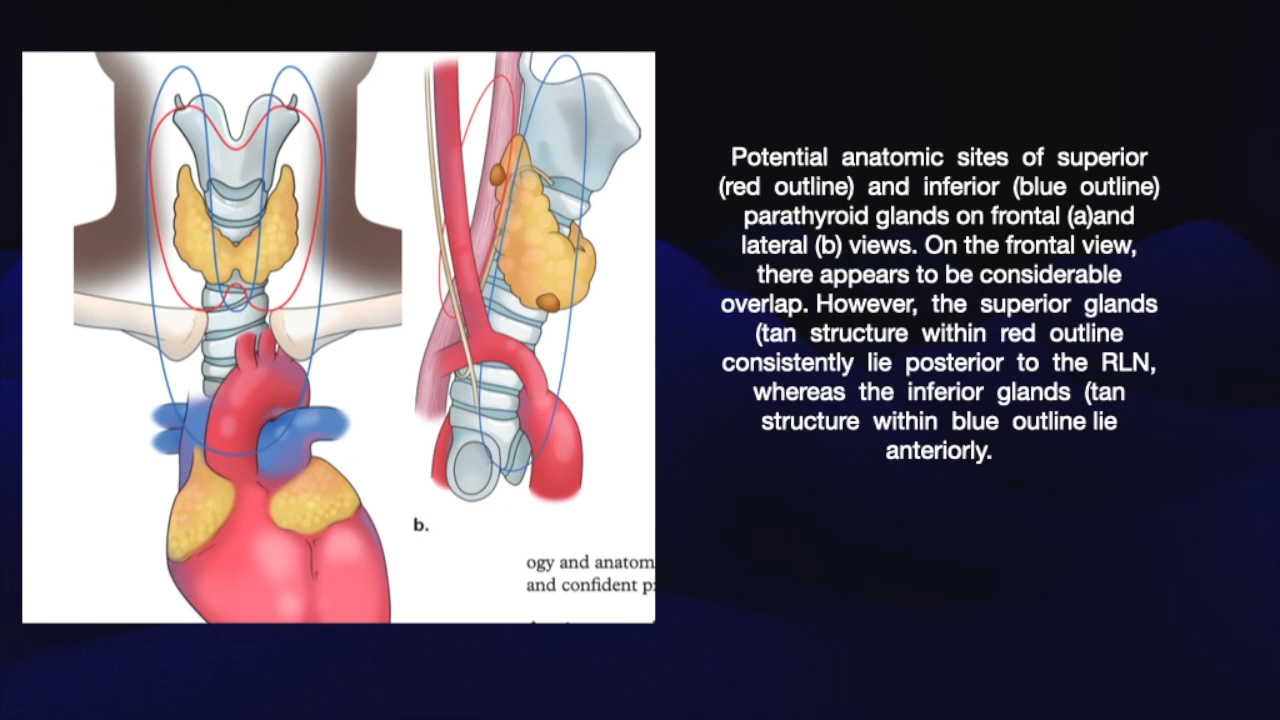 Potential anatomic sites of superior
(red outline) and inferior (blue outline)
parathyroid glands on frontal (a)and
lateral (b) views. On the frontal view,
there appears to be considerable
overlap. However, the superior glands
(tan structure within red outline
consistently lie posterior to the RLN,
whereas the inferior glands (tan
structure within blue outline lie
anteriorly.
b.
ogy and anatom
and confident p